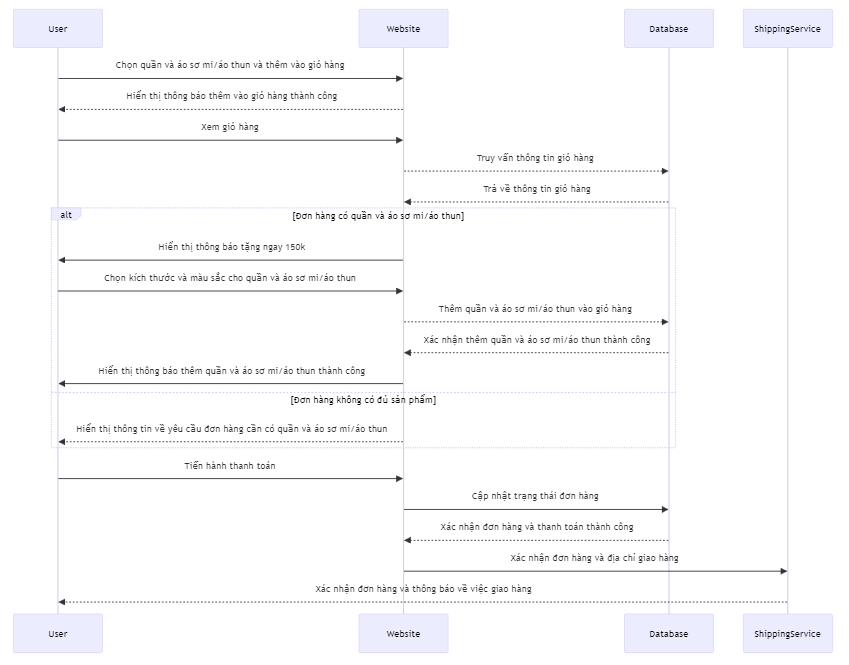 User
Website
Database
ShippingService
Chọn quần và áo sơ mi/áo thun và thêm vào giỏ hàng
Hiển thị thông báo thêm vào giỏ hàng thành công
Xem giỏ hàng
Truy vấn thông tin giỏ hàng
Trả về thông tin giỏ hàng
alt
[Đơn hàng có quần và áo sơ mi/áo thun]
Hiển thị thông báo tặng ngay 150k
Chọn kích thước và màu sắc cho quần và áo sơ mi/áo thun
Thêm quần và áo sơ mi/áo thun vào giỏ hàng
Xác nhận thêm quần và áo sơ mi/áo thun thành công
Hiển thị thông báo thêm quần và áo sơ mi/áo thun thành công
[Đơn hàng không có đủ sản phẩm]
Hiển thị thông tin về yêu cầu đơn hàng cần có quần và áo sơ mi/áo thun
Tiến hành thanh toán
Cập nhật trạng thái đơn hàng
Xác nhận đơn hàng và thanh toán thành công
Xác nhận đơn hàng và địa chỉ giao hàng
Xác nhận đơn hàng và thông báo về việc giao hàng
User
Website
Database
ShippingService